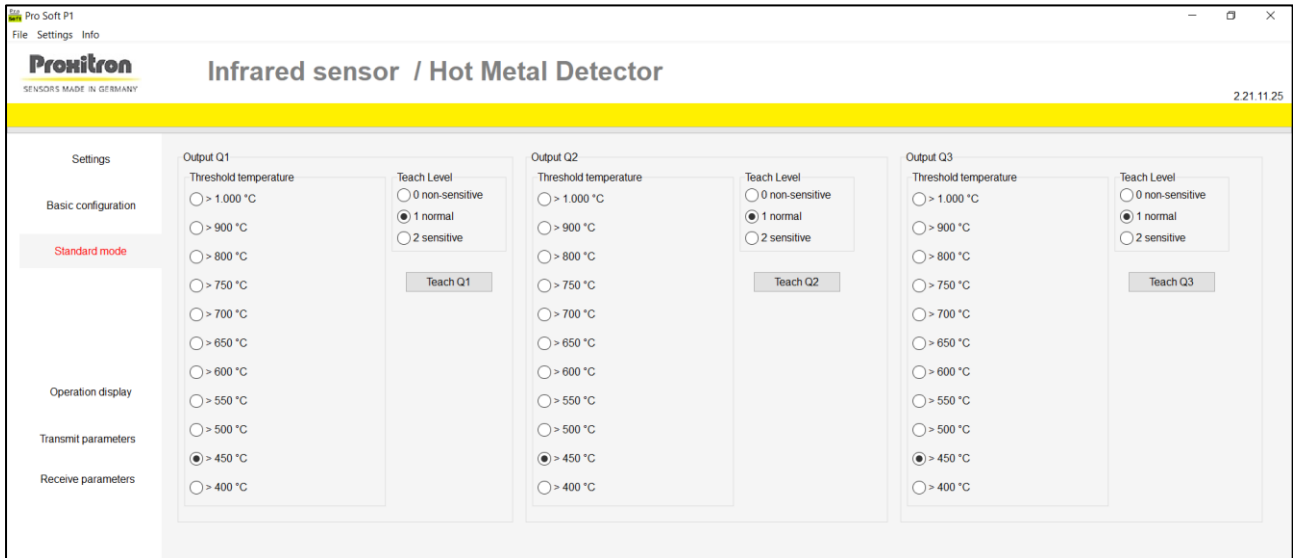 Pro Soft P1
File Settings Info
Proxitron
SENSORS MADE IN GERMANY
Infrared sensor / Hot Metal Detector
2.21.11.25
Settings
Basic configuration
Standard mode
Operation display
Transmit parameters
Receive parameters
Output Q1
Threshold temperature
> 1.000 °C
> 900 °C
> 800 °C
> 750 °C
> 700 °C
> 650 °C
> 600 °C
> 550 °C
> 500 °C
> 450 °C
> 400 °C
Teach Level
0 non-sensitive
1 normal
2 sensitive
Teach Q1
Output Q2
Threshold temperature
> 1.000 °C
> 900 °C
> 800 °C
> 750 °C
> 700 °C
> 650 °C
> 600 °C
> 550 °C
> 500 °C
> 450 °C
> 400 °C
Teach Level
0 non-sensitive
1 normal
2 sensitive
Teach Q2
Output Q3
Threshold temperature
> 1.000 °C
> 900 °C
> 800 °C
> 750 °C
> 700 °C
> 650 °C
> 600 °C
> 550 °C
> 500 °C
> 450 °C
> 400 °C
Teach Level
0 non-sensitive
1 normal
2 sensitive
Teach Q3